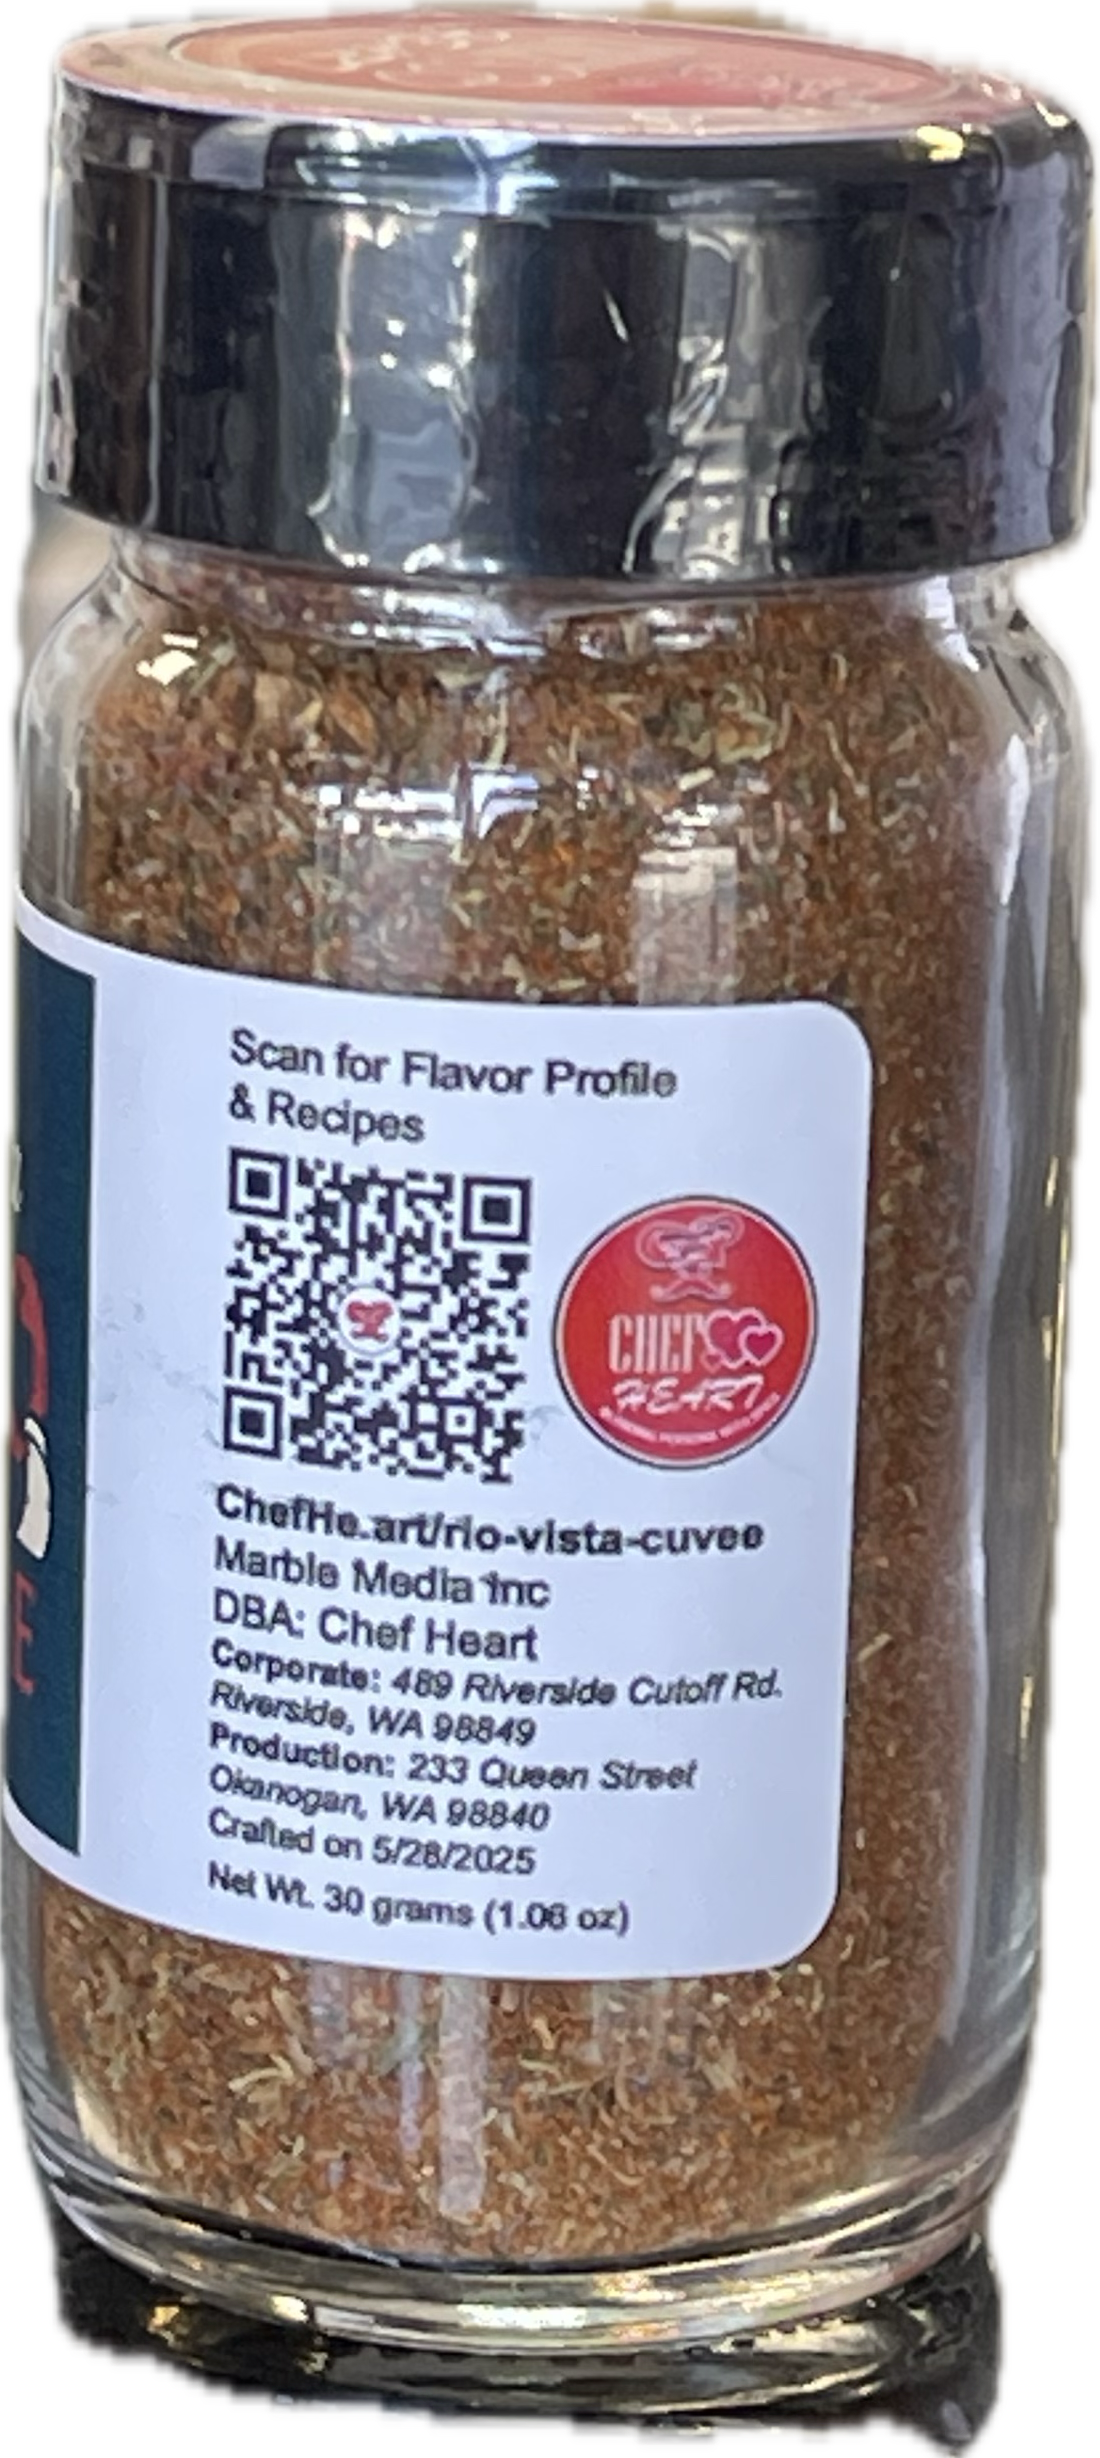 Scan for Flavor Profile
& Recipes
CHEF
HEART
ChefHe.art/rio-vista-cuvee
Marble Media Inc
DBA: Chef Heart
Corporate: 489 Riverside Cutoff Rd.
Riverside, WA 98849
Production: 233 Queen Street
Okanogan, WA 98840
Crafted on 5/28/2025
Net Wt. 30 grams (1.06 oz)
E